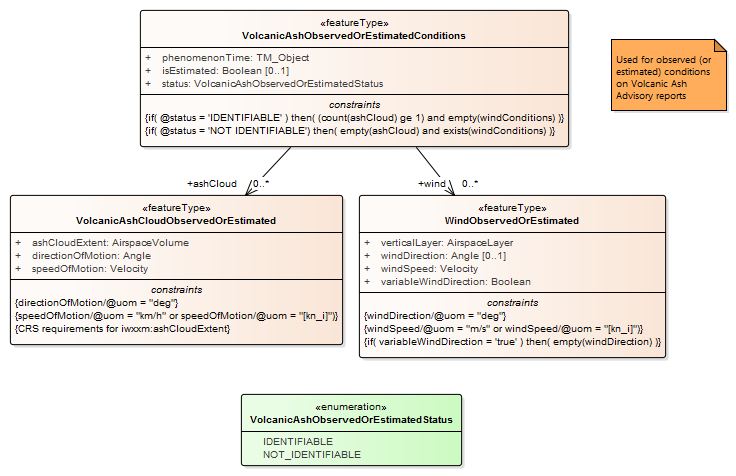 «featureType»
VolcanicAshObservedOrEstimatedConditions
+ phenomenonTime: TM_Object
+ isEstimated: Boolean [0..1]
+ status: VolcanicAshObservedOrEstimatedStatus
constraints
{if( @status = 'IDENTIFIABLE' ) then( (count(ashCloud) ge 1) and empty(windConditions) )}
{if( @status = 'NOT IDENTIFIABLE') then( empty(ashCloud) and exists(windConditions) )}
Used for observed (or
estimated) conditions
on Volcanic Ash
Advisory reports
+ashCloud 0..*
+wind 0..*
«featureType»
VolcanicAshCloudObservedOrEstimated
+ ashCloudExtent: AirspaceVolume
+ directionOfMotion: Angle
+ speedOfMotion: Velocity
constraints
{directionOfMotion/@uom = "deg"}
{speedOfMotion/@uom = "km/h" or speedOfMotion/@uom = "[kn_i]")}
{CRS requirements for iwxxm:ashCloudExtent}
«featureType»
WindObservedOrEstimated
+ verticalLayer: AirspaceLayer
+ windDirection: Angle [0..1]
+ windSpeed: Velocity
+ variableWindDirection: Boolean
constraints
{windDirection/@uom = "deg"}
{windSpeed/@uom = "m/s" or windSpeed/@uom = "[kn_i]")}
{if( variableWindDirection = 'true' ) then( empty(windDirection) )}
«enumeration»
VolcanicAshObservedOrEstimatedStatus
IDENTIFIABLE
NOT_IDENTIFIABLE